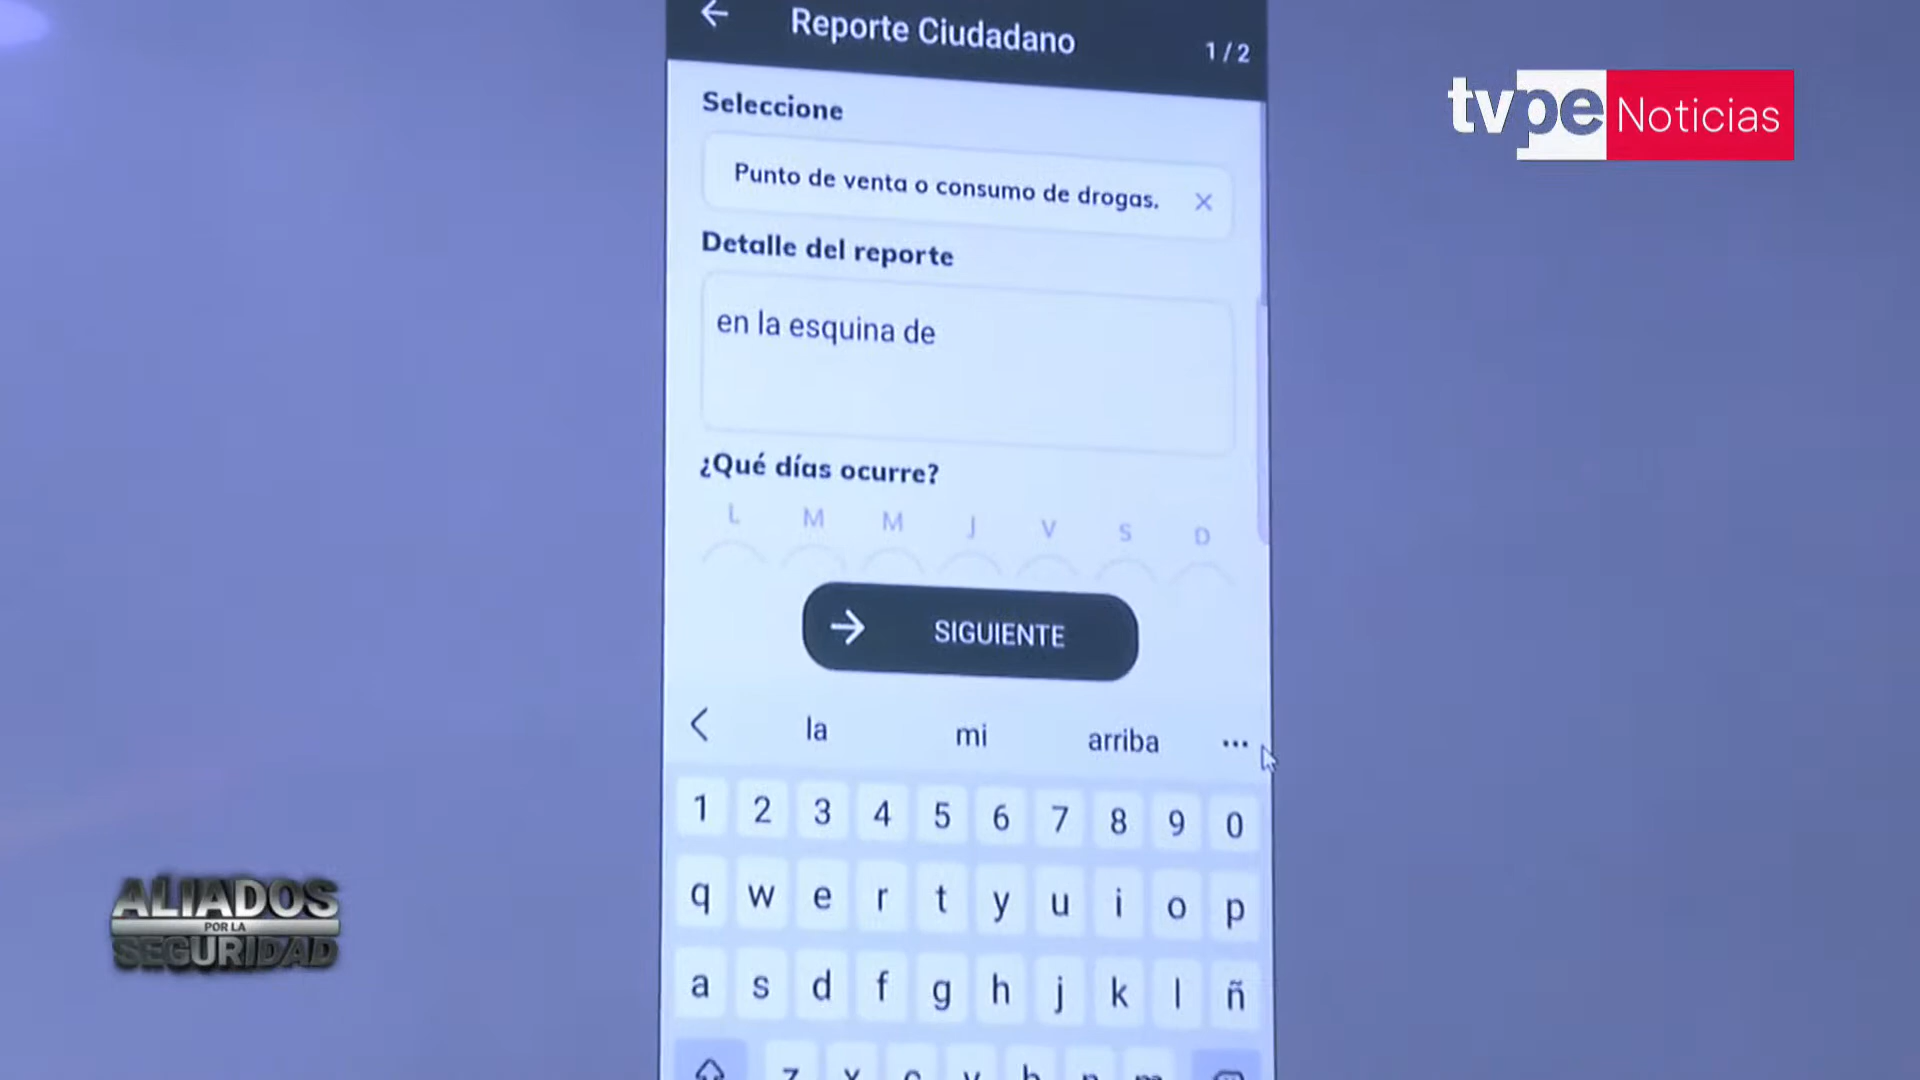 Reporte Ciudadano
1 / 2
tvpe Noticias
Seleccione
Punto de venta o consumo de drogas.
Detalle del reporte
en la esquina de
¿Qué días ocurre?
L M M J V S D
SIGUIENTE
la mi arriba ...
1 2 3 4 5 6 7 8 9 0
q w e r t y u i o p
a s d f g h j k l ñ
z x c v b n m
ALIADOS
POR LA
SEGURIDAD